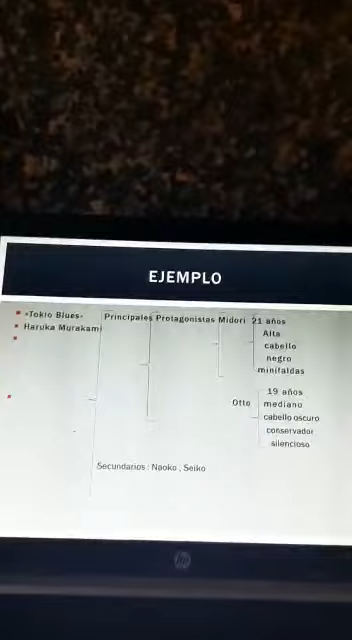 EJEMPLO
«Tokio Blues»
Haruka Murakami
Principales Protagonistas Midori 21 años
Alta
cabello
negro
minifaldas
19 años
Otto mediano
cabello oscuro
conservador
silencioso
Secundarios : Naoko , Seiko
hp